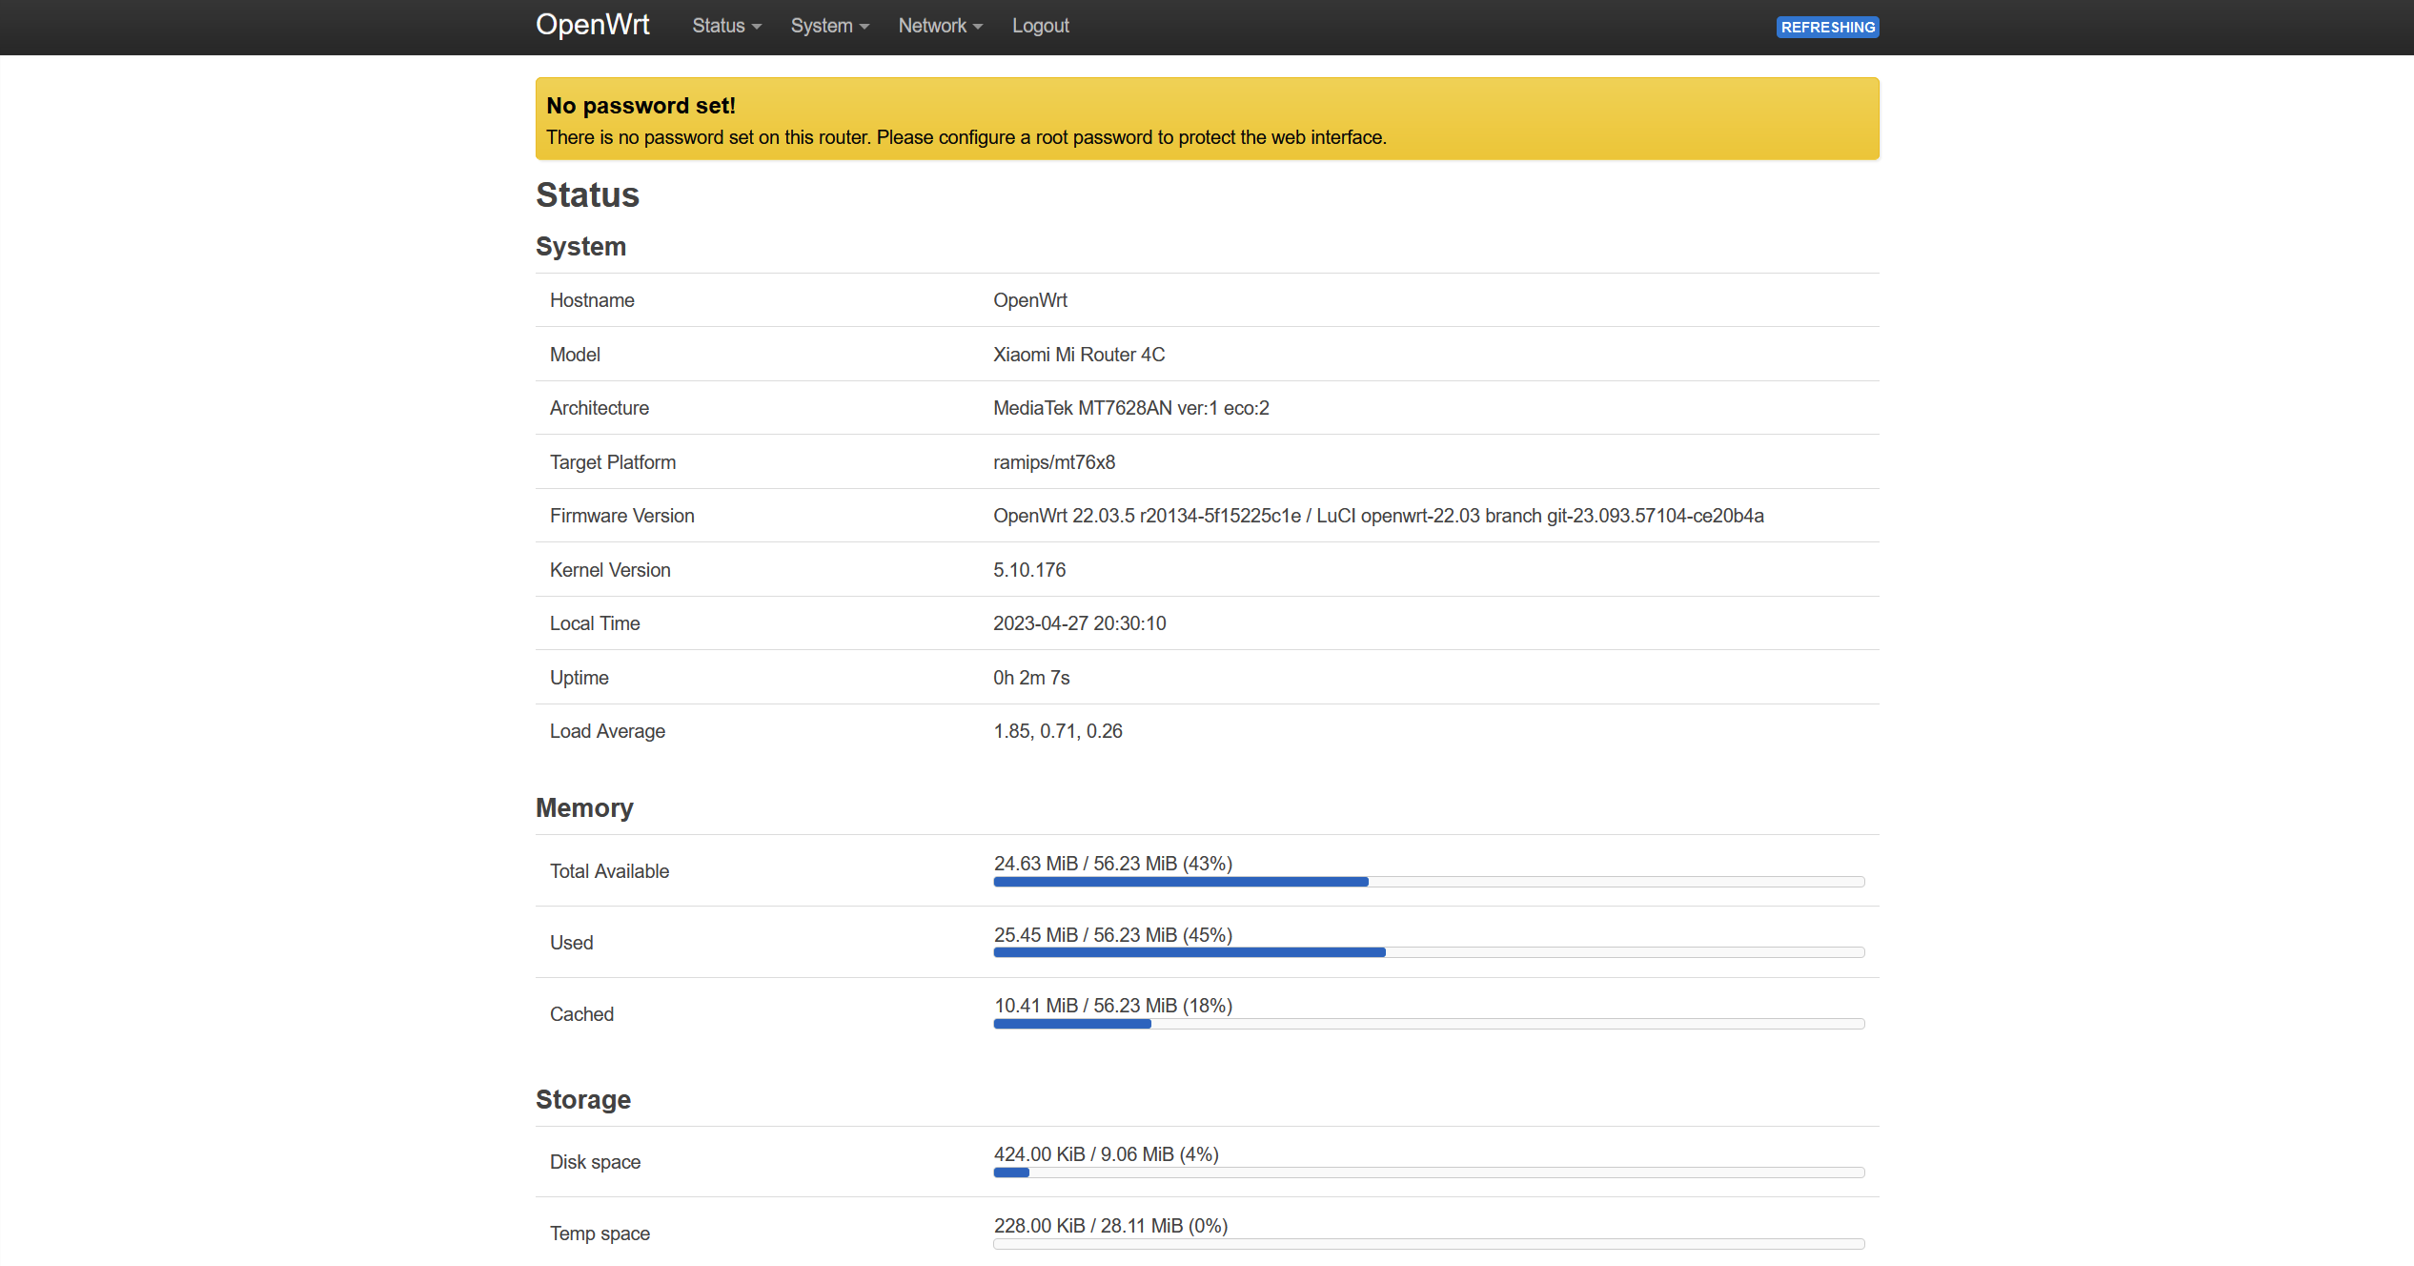 OpenWrt Status System Network Logout REFRESHING
No password set!
There is no password set on this router. Please configure a root password to protect the web interface.
Status
System
Hostname OpenWrt
Model Xiaomi Mi Router 4C
Architecture MediaTek MT7628AN ver:1 eco:2
Target Platform ramips/mt76x8
Firmware Version OpenWrt 22.03.5 r20134-5f15225c1e / LuCI openwrt-22.03 branch git-23.093.57104-ce20b4a
Kernel Version 5.10.176
Local Time 2023-04-27 20:30:10
Uptime 0h 2m 7s
Load Average 1.85, 0.71, 0.26
Memory
Total Available 24.63 MiB / 56.23 MiB (43%)
Used 25.45 MiB / 56.23 MiB (45%)
Cached 10.41 MiB / 56.23 MiB (18%)
Storage
Disk space 424.00 KiB / 9.06 MiB (4%)
Temp space 228.00 KiB / 28.11 MiB (0%)